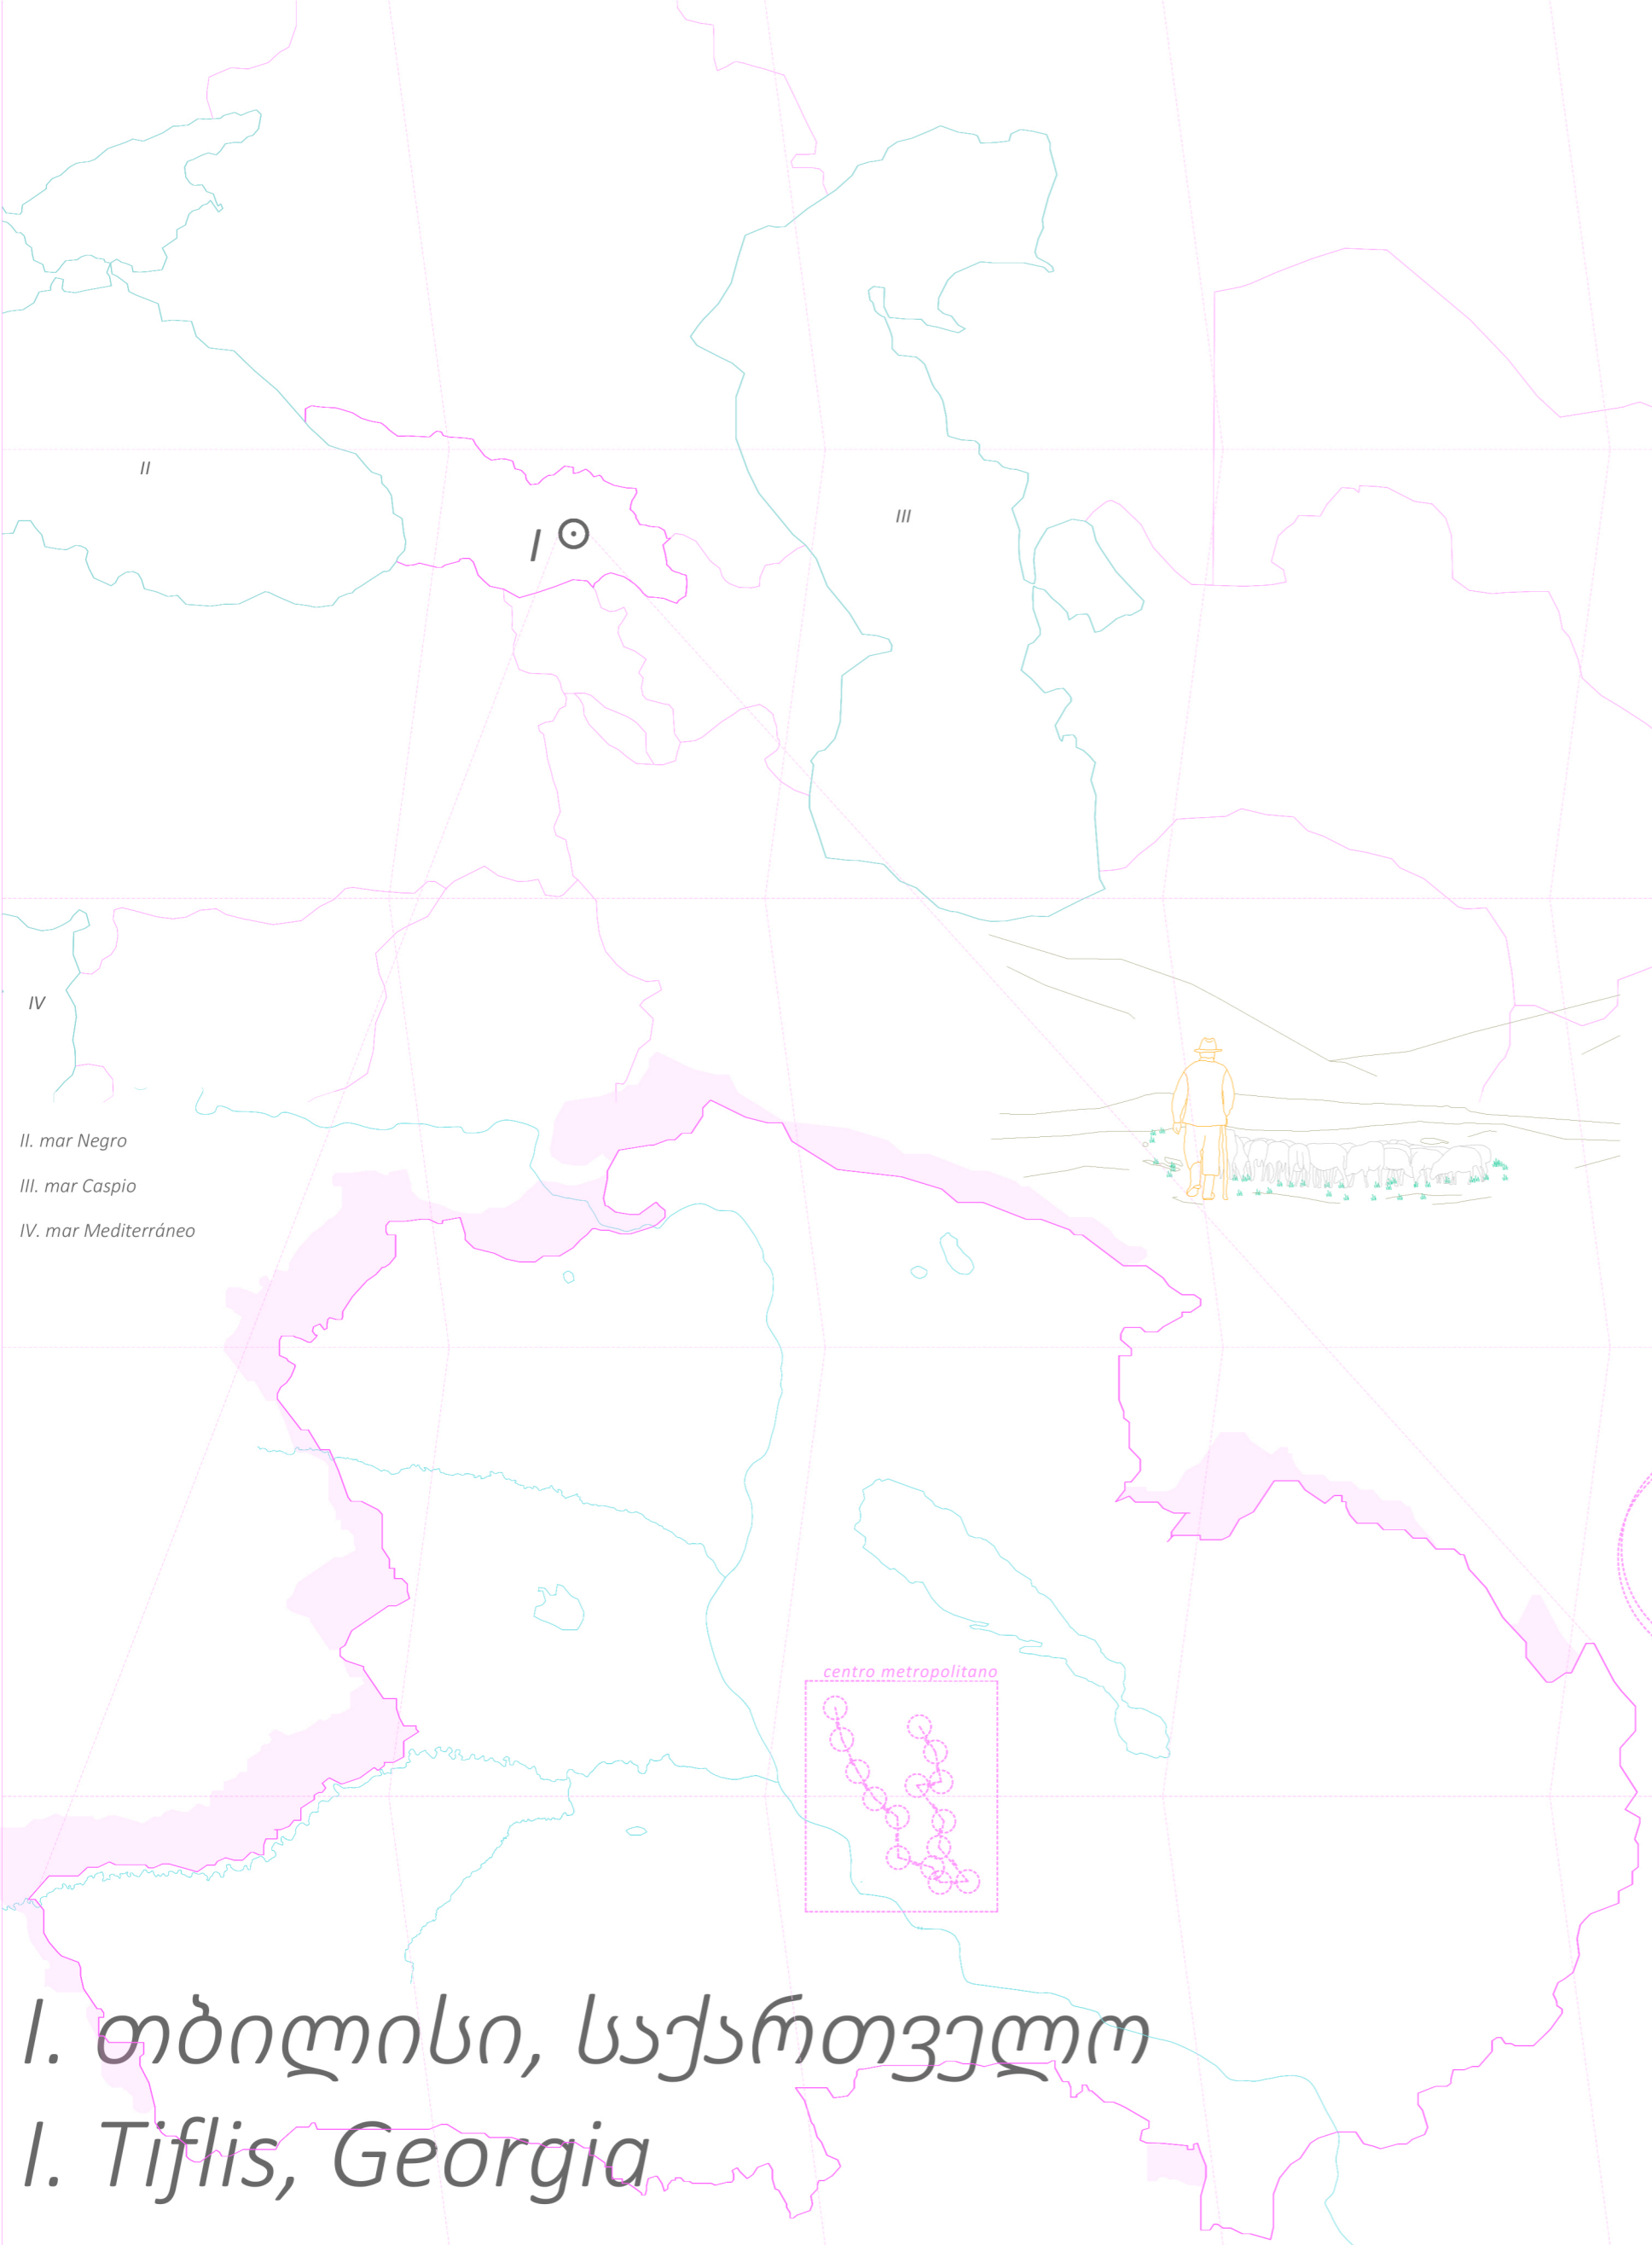 II
III
I
IV
II. mar Negro
III. mar Caspio
IV. mar Mediterráneo
centro metropolitano
I. თბილისი, საქართველო
I. Tiflis, Georgia